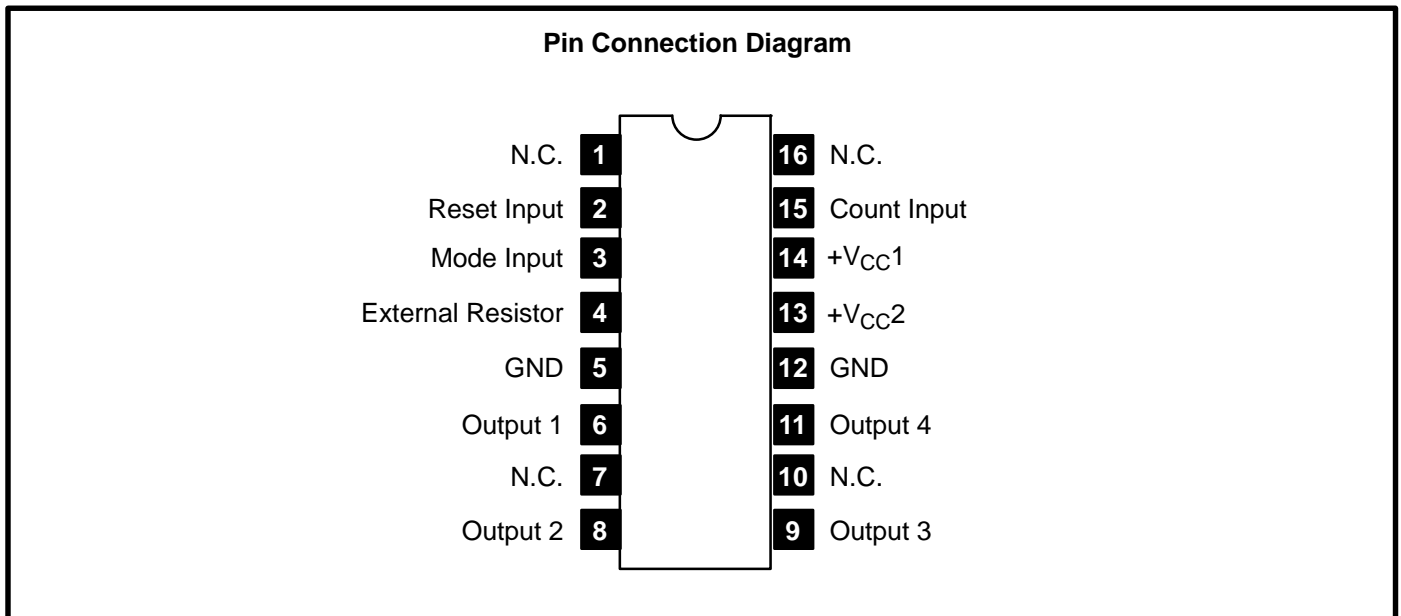 Pin Connection Diagram
N.C. 1 16 N.C.
Reset Input 2 15 Count Input
Mode Input 3 14 +VCC1
External Resistor 4 13 +VCC2
GND 5 12 GND
Output 1 6 11 Output 4
N.C. 7 10 N.C.
Output 2 8 9 Output 3